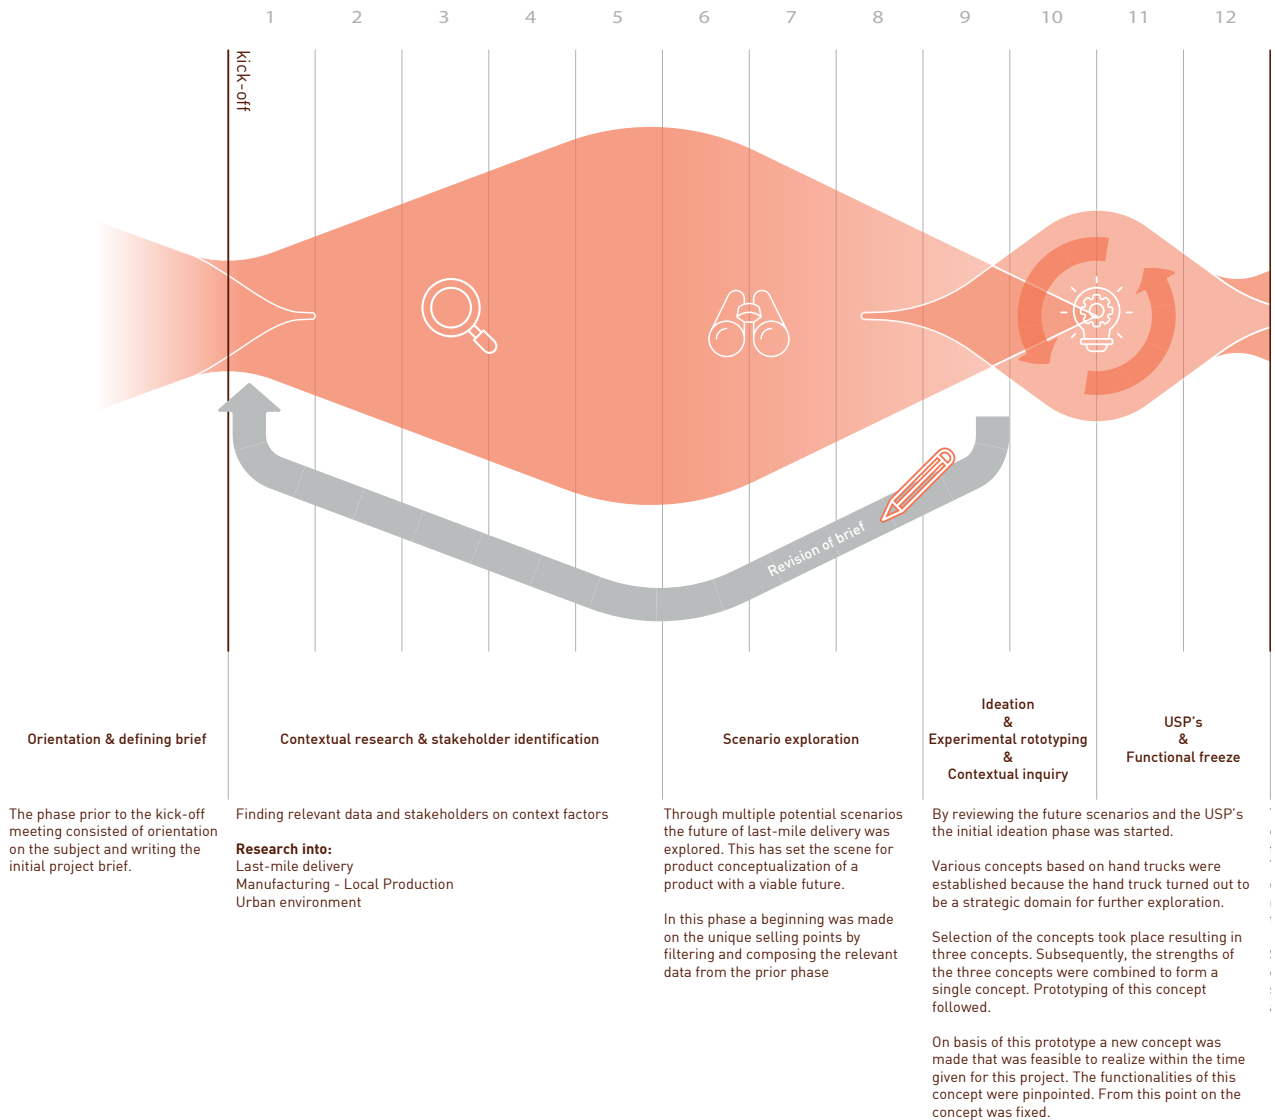 1 2 3 4 5 6 7 8 9 10 11 12
kick-off
Revision of brief
Orientation & defining brief
Contextual research & stakeholder identification
Scenario exploration
Ideation
&
Experimental rototyping
&
Contextual inquiry
USP's
&
Functional freeze
The phase prior to the kick-off
meeting consisted of orientation
on the subject and writing the
initial project brief.
Finding relevant data and stakeholders on context factors
Research into:
Last-mile delivery
Manufacturing - Local Production
Urban environment
Through multiple potential scenarios
the future of last-mile delivery was
explored. This has set the scene for
product conceptualization of a
product with a viable future.
In this phase a beginning was made
on the unique selling points by
filtering and composing the relevant
data from the prior phase
By reviewing the future scenarios and the USP's
the initial ideation phase was started.
Various concepts based on hand trucks were
established because the hand truck turned out to
be a strategic domain for further exploration.
Selection of the concepts took place resulting in
three concepts. Subsequently, the strengths of
the three concepts were combined to form a
single concept. Prototyping of this concept
followed.
On basis of this prototype a new concept was
made that was feasible to realize within the time
given for this project. The functionalities of this
concept were pinpointed. From this point on the
concept was fixed.